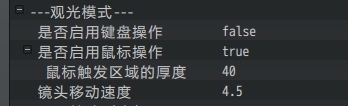 ---观光模式---
是否启用键盘操作 false
是否启用鼠标操作 true
鼠标触发区域的厚度 40
镜头移动速度 4.5